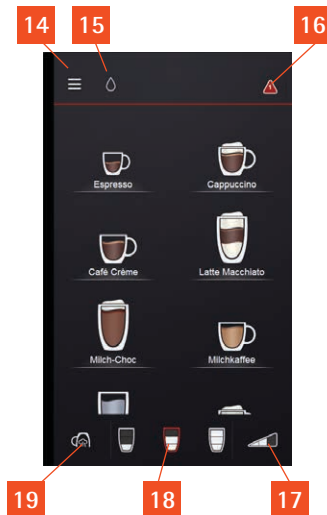 14 15 16
Espresso Cappuccino
Café Crème Latte Macchiato
Milch-Choc Milchkaffee
19 18 17